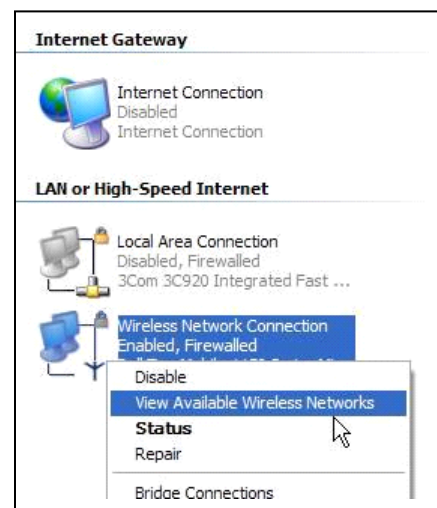 Internet Gateway
Internet Connection
Disabled
Internet Connection
LAN or High-Speed Internet
Local Area Connection
Disabled, Firewalled
3Com 3C920 Integrated Fast ...
Wireless Network Connection
Enabled, Firewalled
Disable
View Available Wireless Networks
Status
Repair
Bridge Connections